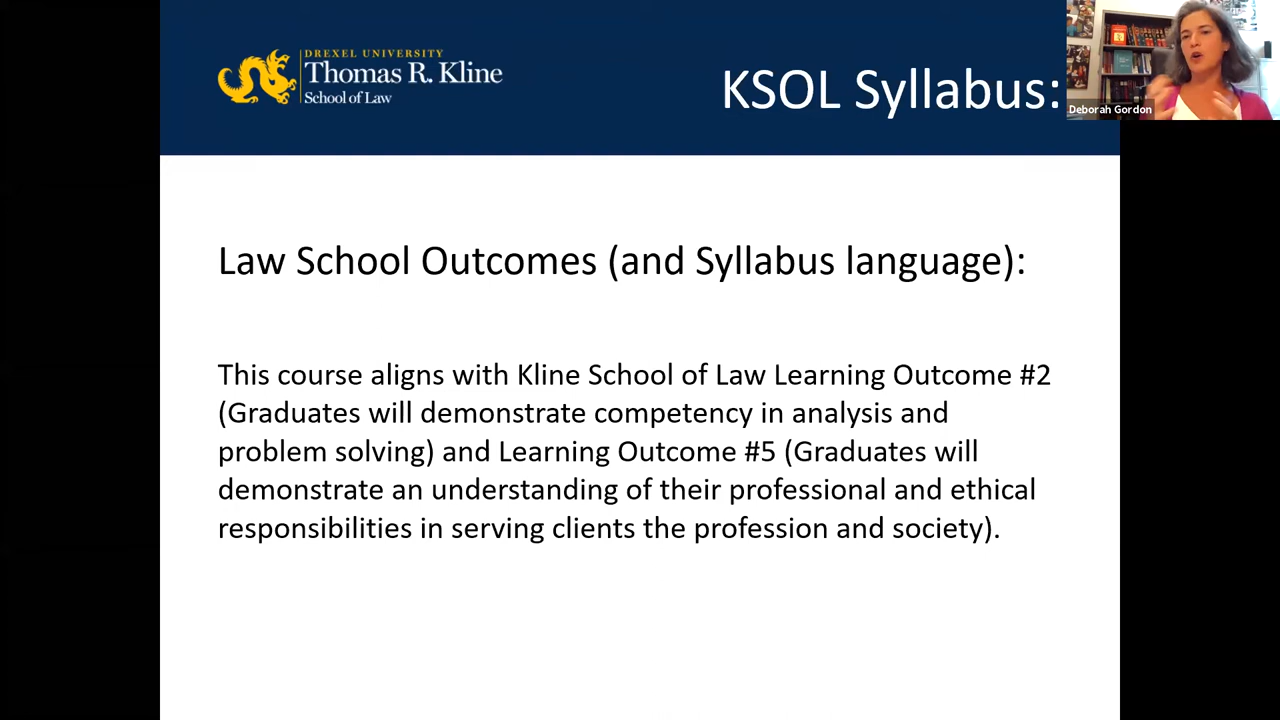 DREXEL UNIVERSITY
Thomas R. Kline
School of Law
KSOL Syllabus:
Deborah Gordon
Law School Outcomes (and Syllabus language):
This course aligns with Kline School of Law Learning Outcome #2
(Graduates will demonstrate competency in analysis and
problem solving) and Learning Outcome #5 (Graduates will
demonstrate an understanding of their professional and ethical
responsibilities in serving clients the profession and society).